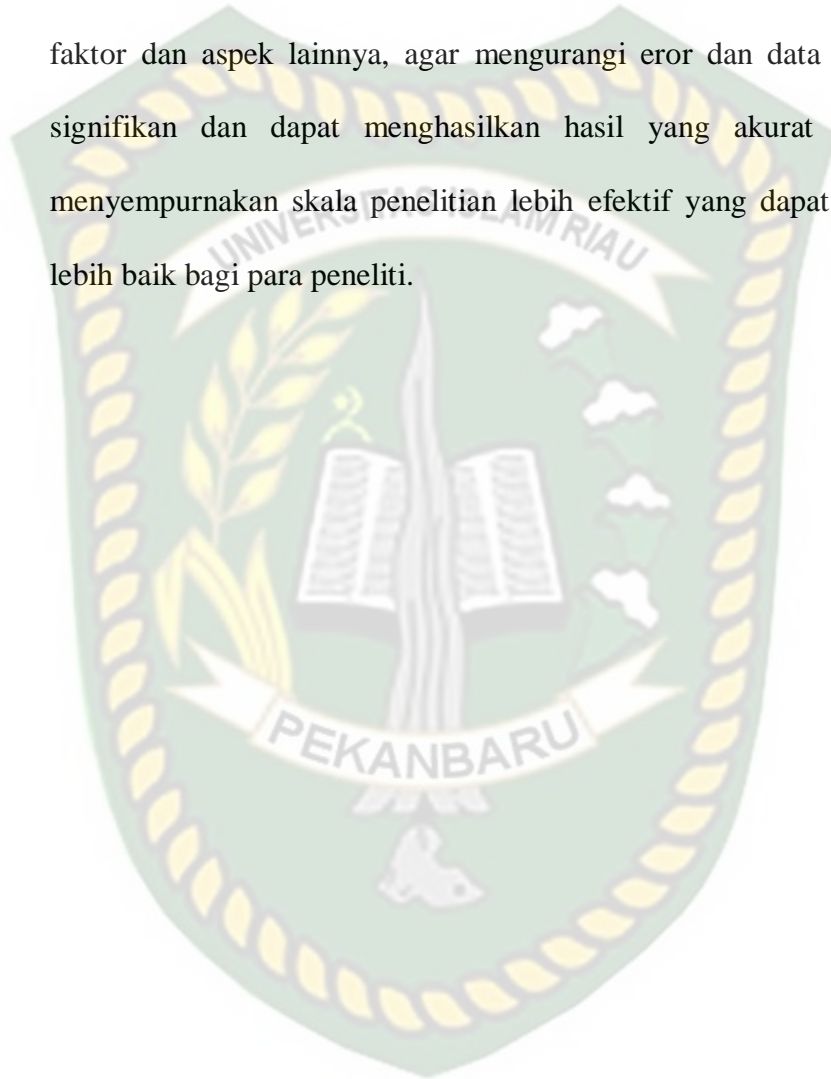 faktor dan aspek lainnya, agar mengurangi eror dan data
signifikan dan dapat menghasilkan hasil yang akurat
menyempurnakan skala penelitian lebih efektif yang dapat
lebih baik bagi para peneliti.
UNIVERSITAS ISLAM RIAU
PEKANBARU